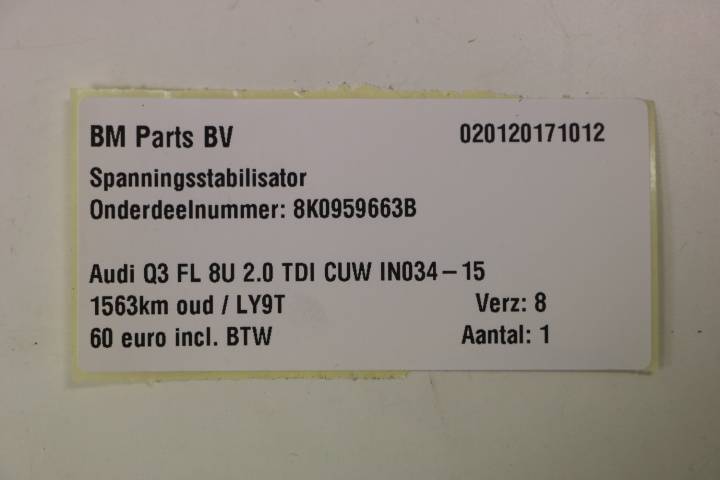 BM Parts BV 020120171012
Spanningsstabilisator
Onderdeelnummer: 8K0959663B
Audi Q3 FL 8U 2.0 TDI CUW IN034-15
1563km oud / LY9T Verz: 8
60 euro incl. BTW Aantal: 1